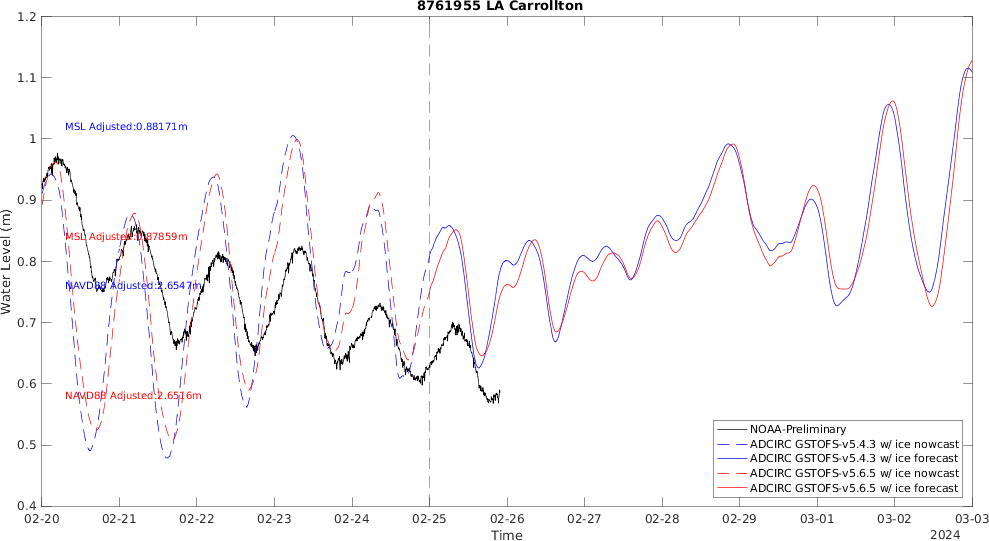 8761955 LA Carrollton
1.2
1.1
1
0.9
0.8
0.7
0.6
0.5
0.4
Water Level (m)
MSL Adjusted:0.88171m
MSL Adjusted:0.87859m
NAVD88 Adjusted:2.6547m
NAVD88 Adjusted:2.6516m
NOAA-Preliminary
ADCIRC GSTOFS-v5.4.3 w/ ice nowcast
ADCIRC GSTOFS-v5.4.3 w/ ice forecast
ADCIRC GSTOFS-v5.6.5 w/ ice nowcast
ADCIRC GSTOFS-v5.6.5 w/ ice forecast
02-20 02-21 02-22 02-23 02-24 02-25 02-26 02-27 02-28 02-29 03-01 03-02 03-03
Time
2024